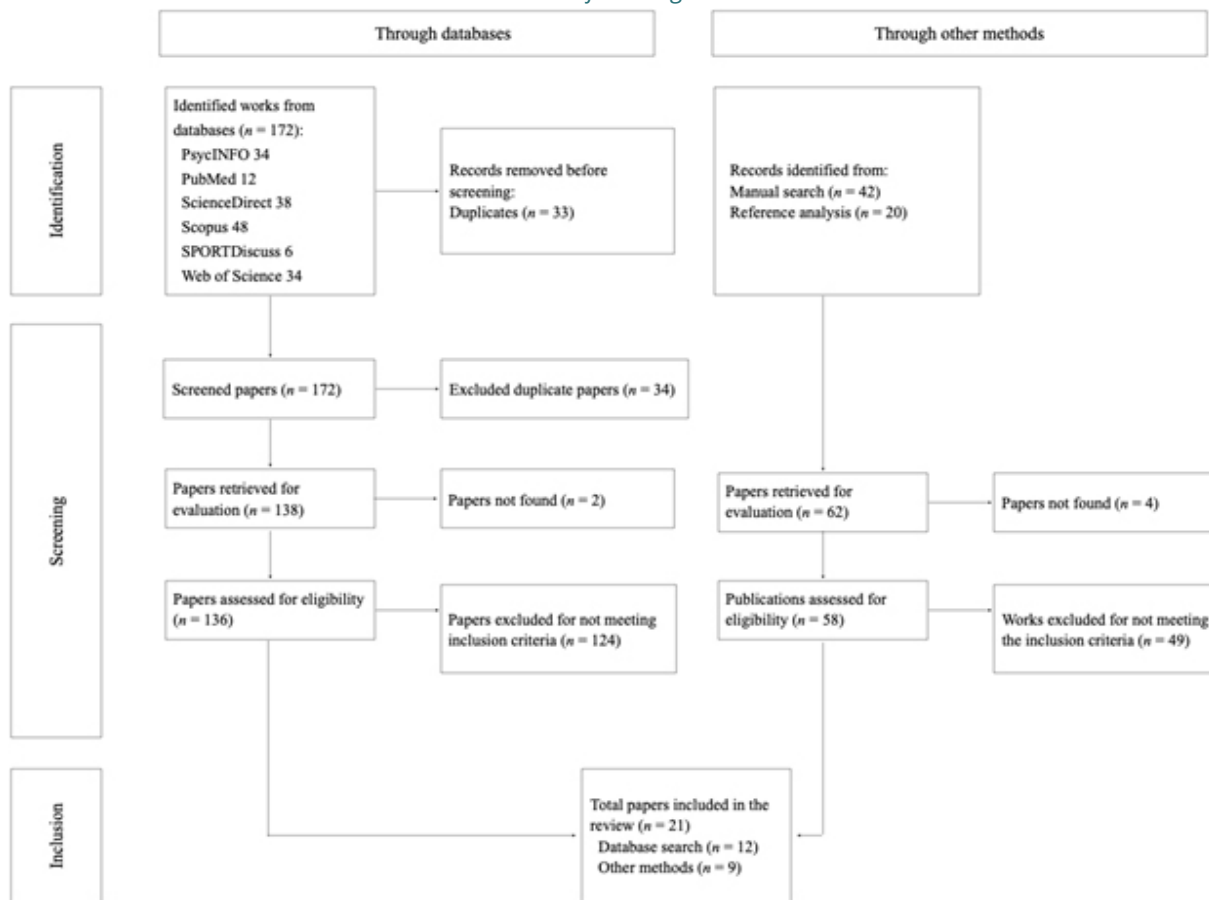 Through databases
Through other methods
Identification
Identified works from
databases (n = 172):
PsycINFO 34
PubMed 12
ScienceDirect 38
Scopus 48
SPORTDiscuss 6
Web of Science 34
Records removed before
screening:
Duplicates (n = 33)
Records identified from:
Manual search (n = 42)
Reference analysis (n = 20)
Screening
Screened papers (n = 172)
Excluded duplicate papers (n = 34)
Papers retrieved for
evaluation (n = 138)
Papers not found (n = 2)
Papers retrieved for
evaluation (n = 62)
Papers not found (n = 4)
Papers assessed for eligibility
(n = 136)
Papers excluded for not meeting
inclusion criteria (n = 124)
Publications assessed for
eligibility (n = 58)
Works excluded for not meeting
the inclusion criteria (n = 49)
Inclusion
Total papers included in the
review (n = 21)
Database search (n = 12)
Other methods (n = 9)